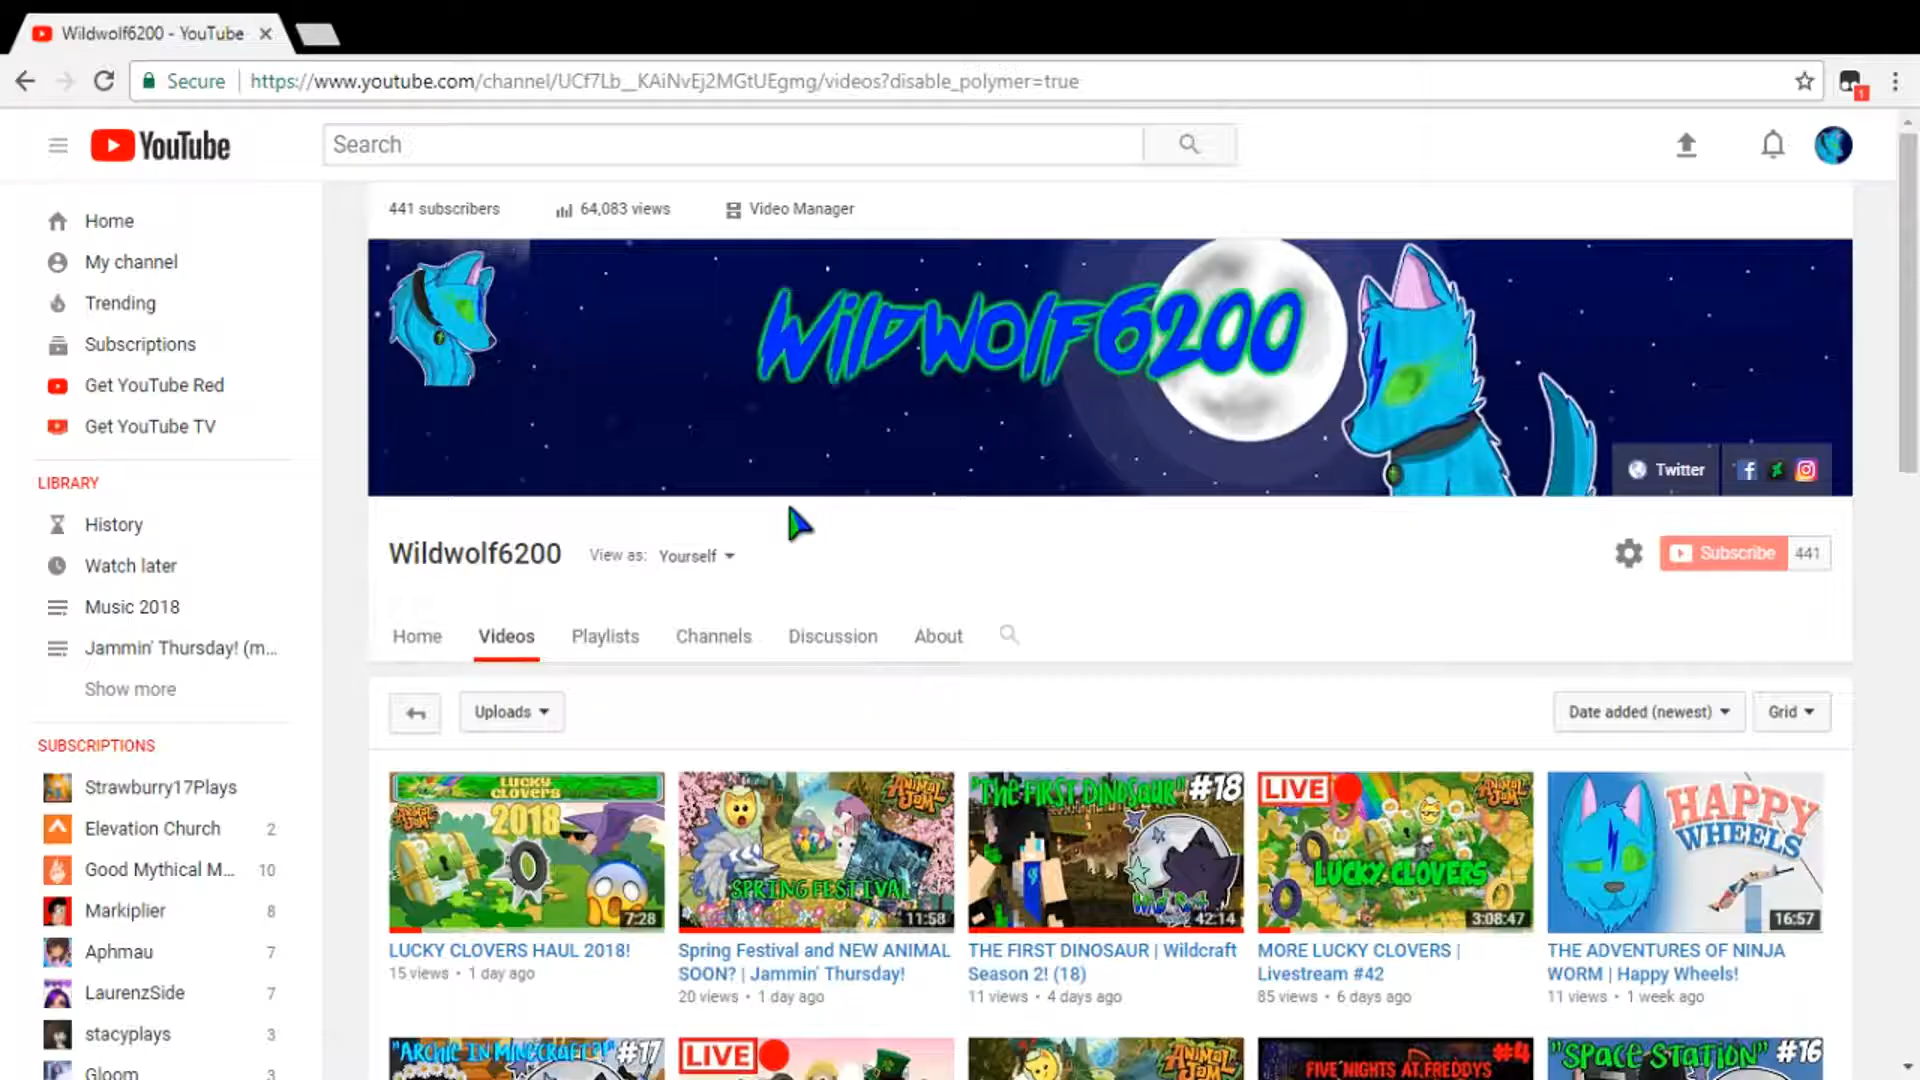 Wildwolf6200 - YouTube
Secure
https://www.youtube.com/channel/UCf7Lb__KAiNvEj2MGtUEgmg/videos?disable_polymer=true
1
YouTube
Search
441 subscribers
64,083 views
Video Manager
Home
My channel
Trending
Subscriptions
Get YouTube Red
Get YouTube TV
LIBRARY
History
Watch later
Music 2018
Jammin' Thursday! (m...
Show more
SUBSCRIPTIONS
Strawburry17Plays
Elevation Church 2
Good Mythical M... 10
Markiplier 8
Aphmau 7
LaurenzSide 7
stacyplays 3
Gloom 3
WildWolf6200
Twitter
Wildwolf6200
View as: Yourself
Subscribe 441
Home
Videos
Playlists
Channels
Discussion
About
Uploads
Date added (newest)
Grid
LUCKY CLOVERS
ANIMAL JAM
2018
7:28
LUCKY CLOVERS HAUL 2018!
15 views • 1 day ago
ANIMAL JAM
SPRING FESTIVAL
11:58
Spring Festival and NEW ANIMAL
SOON? | Jammin' Thursday!
20 views • 1 day ago
"THE FIRST DINOSAUR" #18
42:14
THE FIRST DINOSAUR | Wildcraft
Season 2! (18)
11 views • 4 days ago
LIVE
ANIMAL JAM
LUCKY CLOVERS
3:08:47
MORE LUCKY CLOVERS |
Livestream #42
85 views • 6 days ago
HAPPY
WHEELS
16:57
THE ADVENTURES OF NINJA
WORM | Happy Wheels!
11 views • 1 week ago
"ARCHIE IN MINECRAFT?!" #17
LIVE
ANIMAL JAM
FIVE NIGHTS AT FREDDYS #4
"SPACE STATION" #16